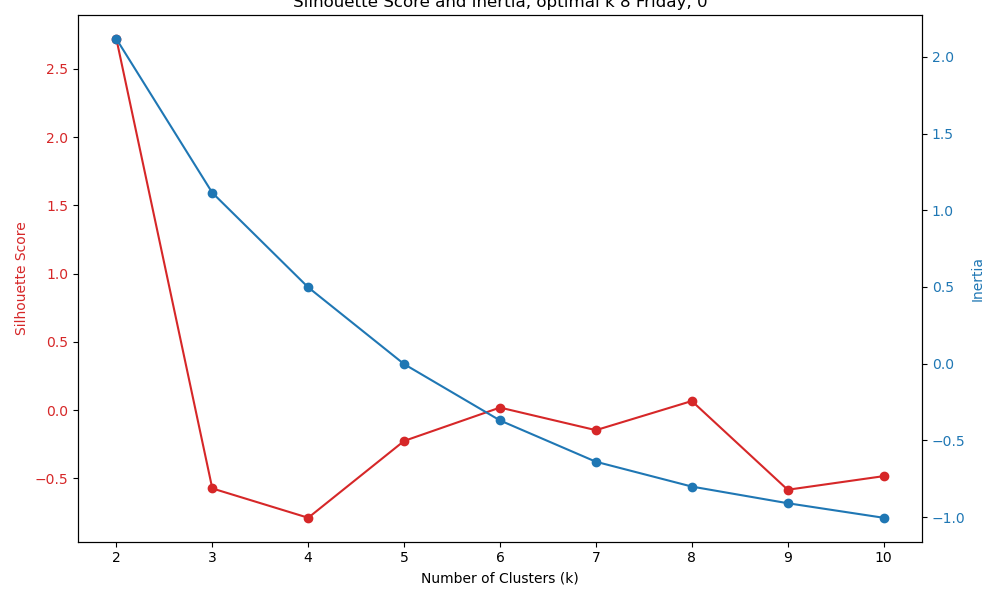 Silhouette Score and Inertia, optimal k 8 Friday, 0
2.5
2.0
1.5
1.0
0.5
0.0
−0.5
Silhouette Score
2.0
1.5
1.0
0.5
0.0
−0.5
−1.0
Inertia
2 3 4 5 6 7 8 9 10
Number of Clusters (k)